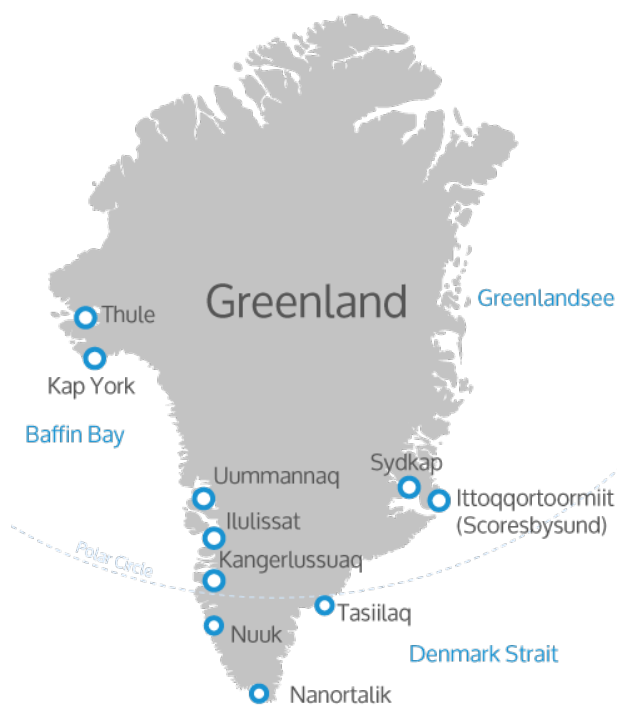 Greenland
Greenlandsee
Thule
Kap York
Baffin Bay
Sydkap
Uummannaq
Ittoqqortoormiit
(Scoresbysund)
Ilulissat
Polar Circle
Kangerlussuaq
Tasiilaq
Nuuk
Denmark Strait
Nanortalik